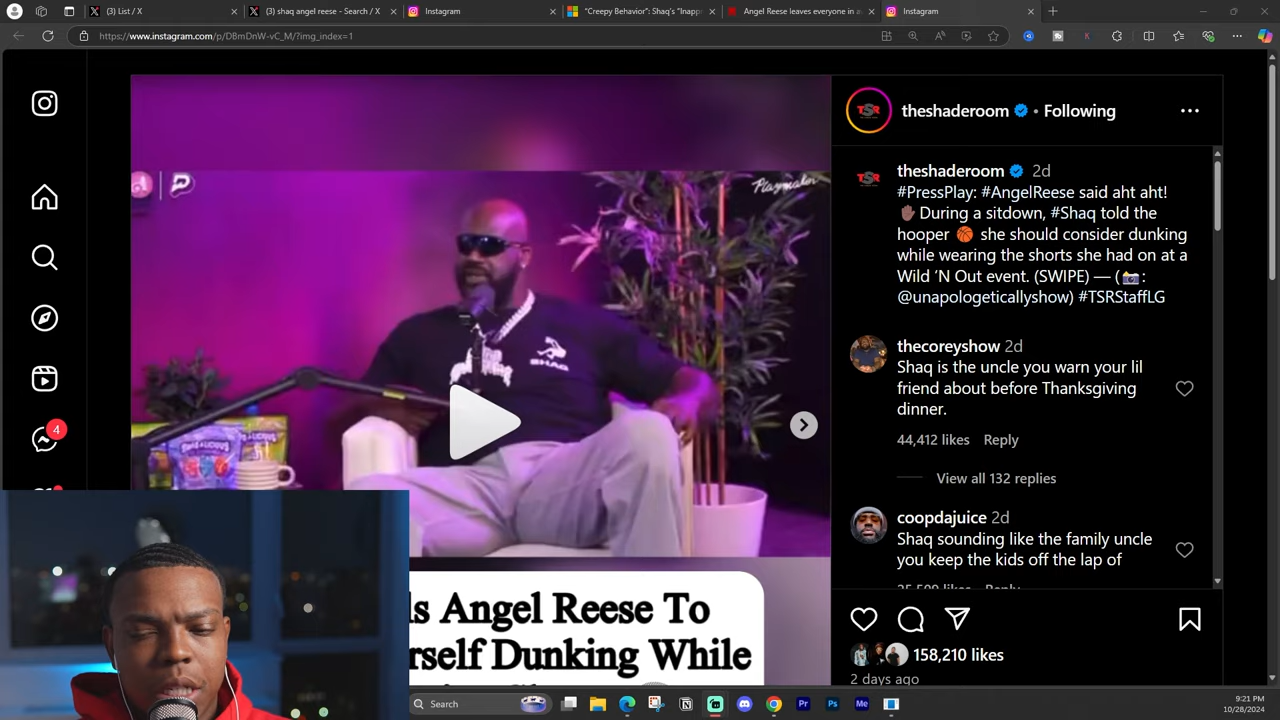 (3) List / X
(3) shaq angel reese - Search / X
Instagram
"Creepy Behavior": Shaq's "Inapp
Angel Reese leaves everyone in a
Instagram
https://www.instagram.com/p/DBmDnW-vC_M/?img_index=1
TSR
theshaderoom • Following
Playmaker
TSR
theshaderoom 2d
#PressPlay: #AngelReese said aht aht!
During a sitdown, #Shaq told the
hooper 🏀 she should consider dunking
while wearing the shorts she had on at a
Wild 'N Out event. (SWIPE) — (📸:
@unapologeticallyshow) #TSRStaffLG
SHAQ
thecoreyshow 2d
Shaq is the uncle you warn your lil
friend about before Thanksgiving
dinner.
44,412 likes Reply
View all 132 replies
4
coopdajuice 2d
Shaq sounding like the family uncle
you keep the kids off the lap of
ls Angel Reese To
rself Dunking While
158,210 likes
2 days ago
Search
Pr
Ps
Me
9:21 PM
10/28/2024